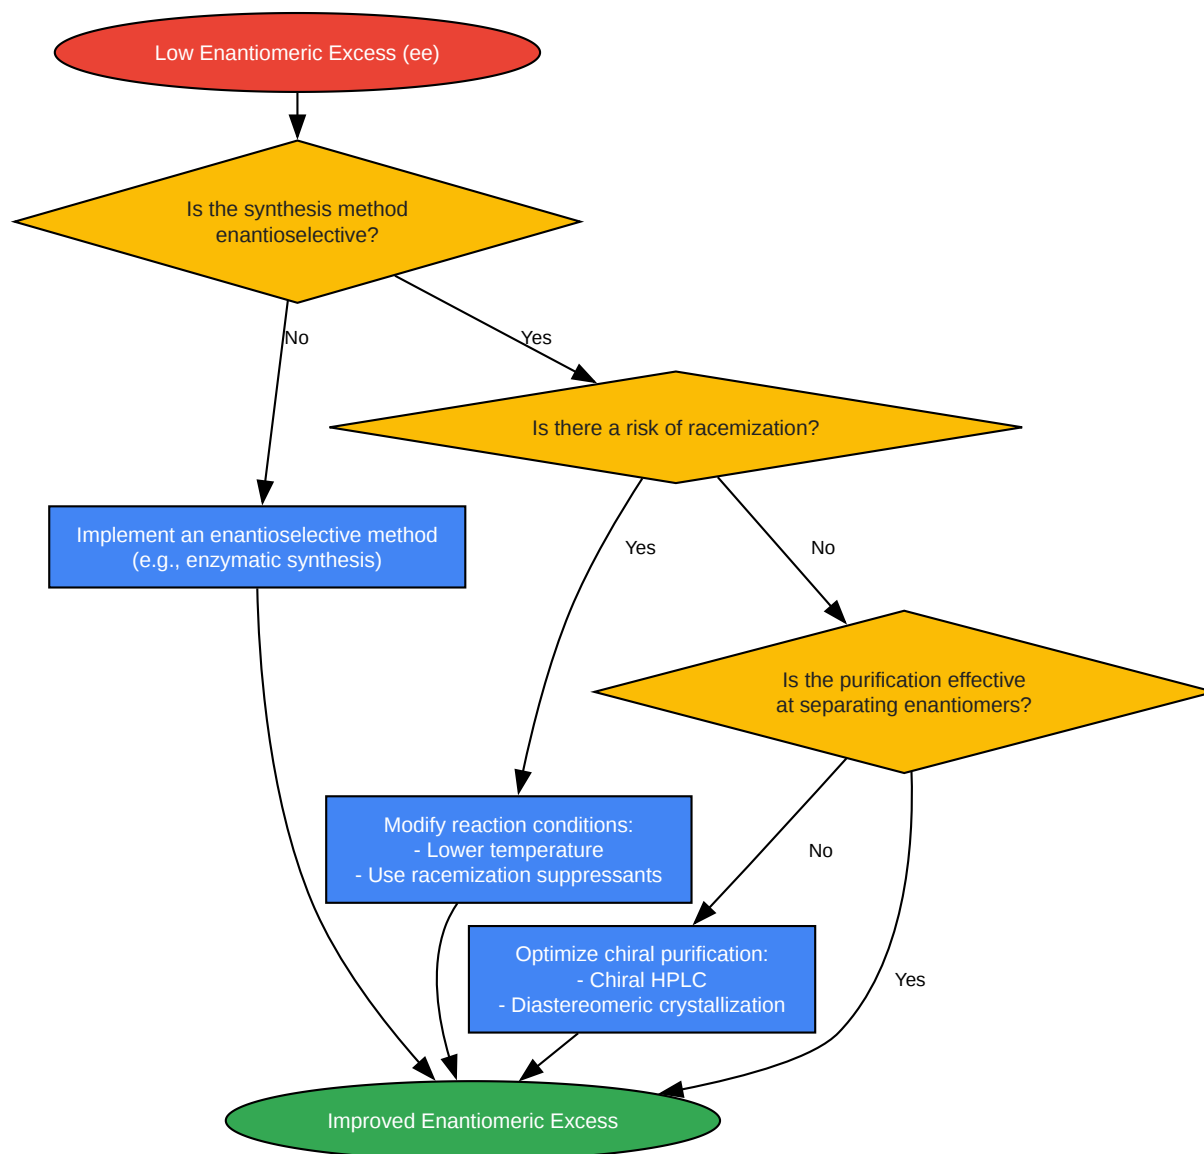 Low Enantiomeric Excess (ee)
Is the synthesis method
enantioselective?
No
Yes
Is there a risk of racemization?
Implement an enantioselective method
(e.g., enzymatic synthesis)
Yes
No
Is the purification effective
at separating enantiomers?
Modify reaction conditions:
- Lower temperature
- Use racemization suppressants
No
Optimize chiral purification:
- Chiral HPLC
- Diastereomeric crystallization
Yes
Improved Enantiomeric Excess